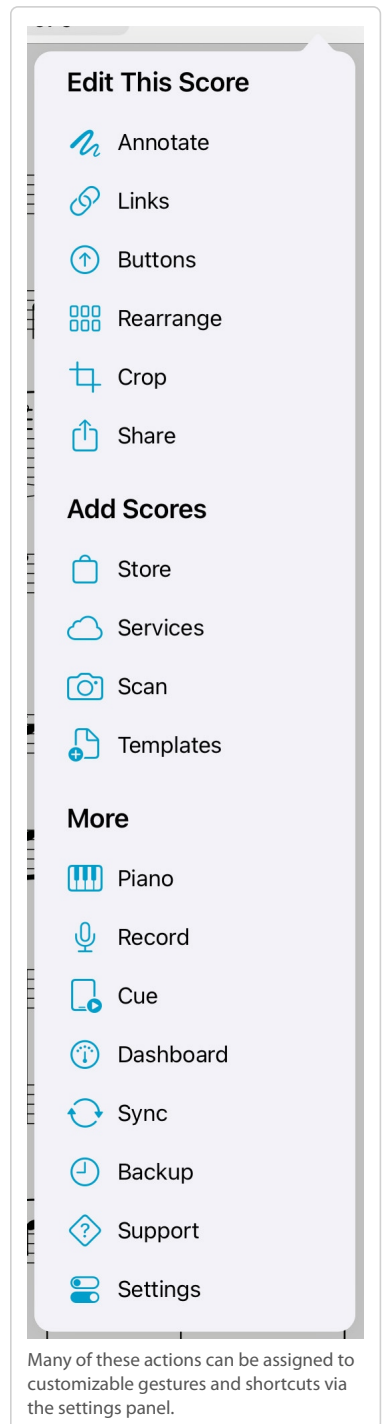 Edit This Score
Annotate
Links
Buttons
Rearrange
Crop
Share
Add Scores
Store
Services
Scan
Templates
More
Piano
Record
Cue
Dashboard
Sync
Backup
Support
Settings
Many of these actions can be assigned to
customizable gestures and shortcuts via
the settings panel.